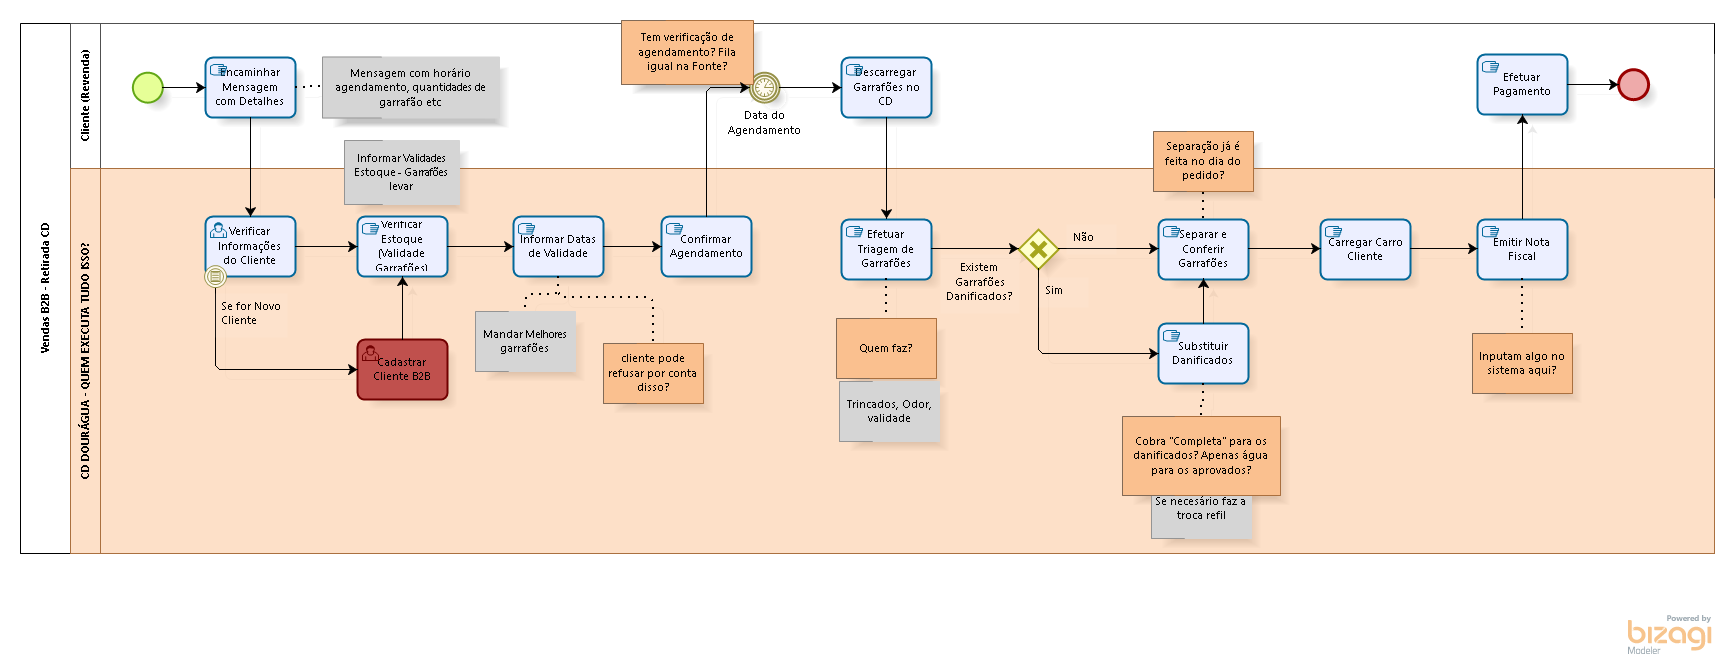 Vendas B2B - Retirada CD
Cliente (Revenda)
CD DOURÁGUA - QUEM EXECUTA TUDO ISSO?
Encaminhar
Mensagem
com Detalhes
Mensagem com horário
agendamento, quantidades de
garrafão etc
Tem verificação de
agendamento? Fila
igual na Fonte?
Data do
Agendamento
Descarregar
Garrafões no
CD
Efetuar
Pagamento
Informar Validades
Estoque - Garrafões
levar
Separação já é
feita no dia do
pedido?
Verificar
Informações
do Cliente
Se for Novo
Cliente
Verificar
Estoque
(Validade
Garrafões)
Informar Datas
de Validade
Confirmar
Agendamento
Efetuar
Triagem de
Garrafões
Existem
Garrafões
Danificados?
Não
Sim
Separar e
Conferir
Garrafões
Carregar Carro
Cliente
Emitir Nota
Fiscal
Cadastrar
Cliente B2B
Mandar Melhores
garrafões
cliente pode
refusar por conta
disso?
Quem faz?
Trincados, Odor,
validade
Substituir
Danificados
Inputam algo no
sistema aqui?
Cobra "Completa" para os
danificados? Apenas água
para os aprovados?
Se necesário faz a
troca refil
Powered by
bizagi
Modeler